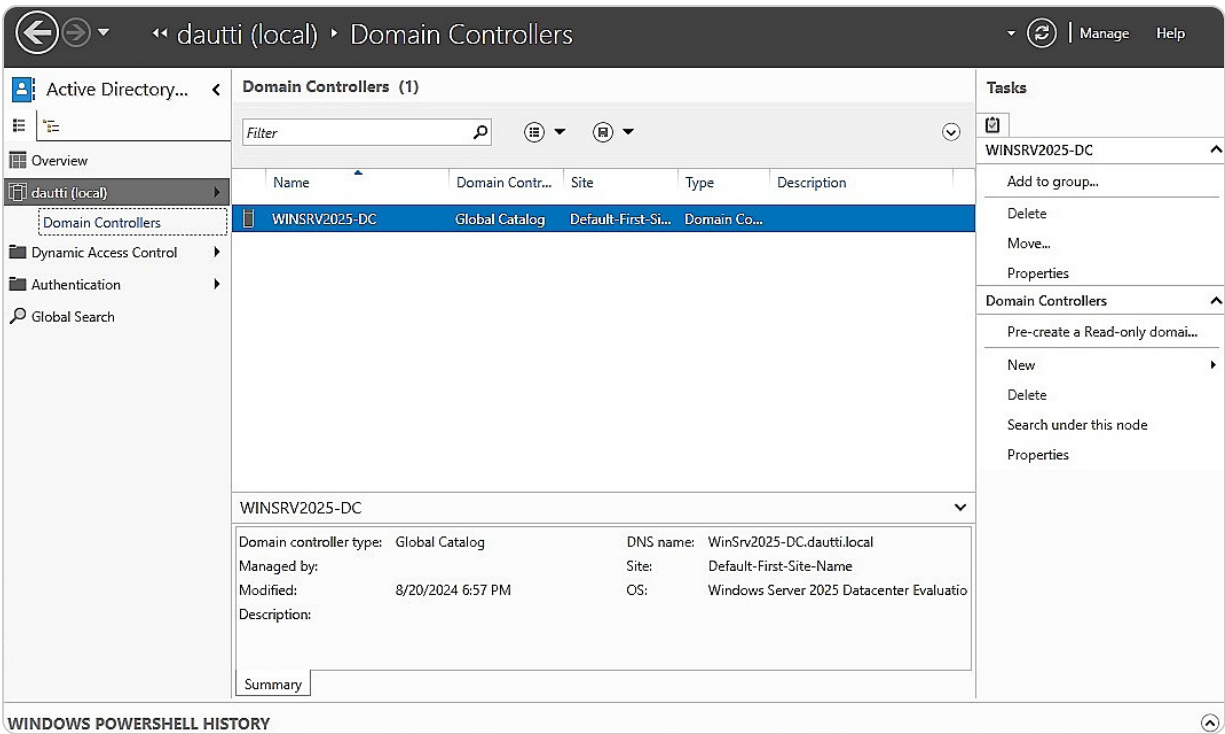 dautti (local) Domain Controllers
Manage Help
Active Directory...
Overview
dautti (local)
Domain Controllers
Dynamic Access Control
Authentication
Global Search
Domain Controllers (1)
Filter
Name Domain Contr... Site Type Description
WINSRV2025-DC Global Catalog Default-First-Si... Domain Co...
WINSRV2025-DC
Domain controller type: Global Catalog DNS name: WinSrv2025-DC.dautti.local
Managed by: Site: Default-First-Site-Name
Modified: 8/20/2024 6:57 PM OS: Windows Server 2025 Datacenter Evaluatio
Description:
Summary
Tasks
WINSRV2025-DC
Add to group...
Delete
Move...
Properties
Domain Controllers
Pre-create a Read-only domai...
New
Delete
Search under this node
Properties
WINDOWS POWERSHELL HISTORY